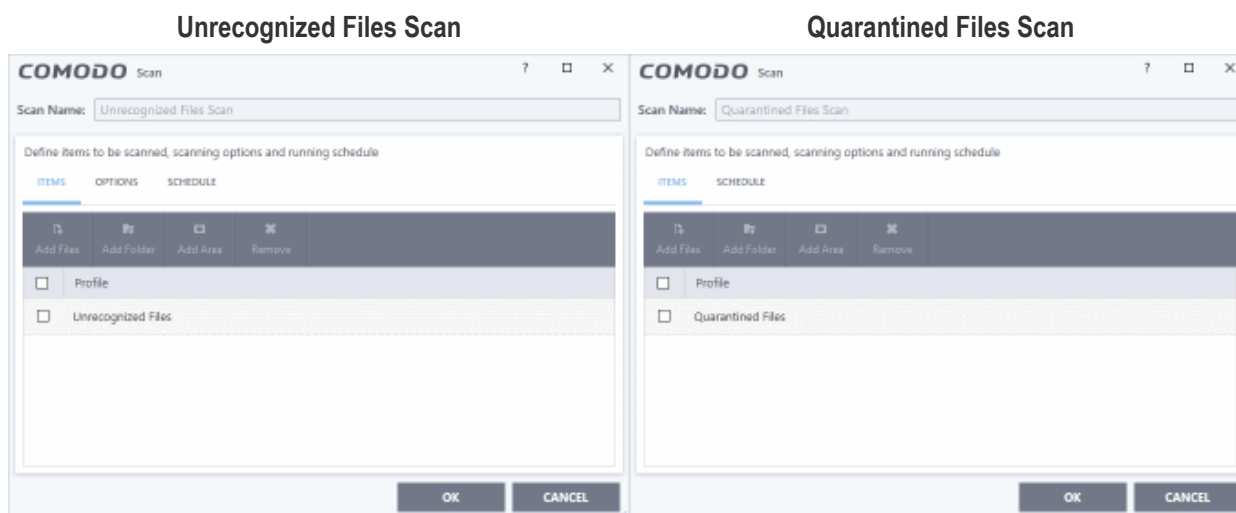 Unrecognized Files Scan
COMODO Scan ? X
Scan Name: Unrecognized Files Scan
Define items to be scanned, scanning options and running schedule
ITEMS OPTIONS SCHEDULE
Add Files Add Folder Add Area Remove
Profile
Unrecognized Files
OK CANCEL
Quarantined Files Scan
COMODO Scan ? X
Scan Name: Quarantined Files Scan
Define items to be scanned, scanning options and running schedule
ITEMS SCHEDULE
Add Files Add Folder Add Area Remove
Profile
Quarantined Files
OK CANCEL